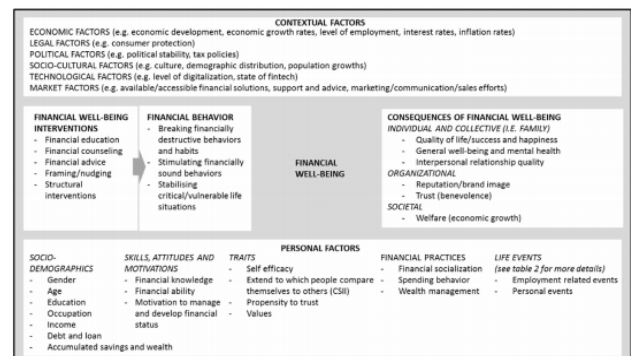 CONTEXTUAL FACTORS
ECONOMIC FACTORS (e.g. economic development, economic growth rates, level of employment, interest rates, inflation rates)
LEGAL FACTORS (e.g. consumer protection)
POLITICAL FACTORS (e.g. political stability, tax policies)
SOCIO-CULTURAL FACTORS (e.g. culture, demographic distribution, population growths)
TECHNOLOGICAL FACTORS (e.g. level of digitalization, state of fintech)
MARKET FACTORS (e.g. available/accessible financial solutions, support and advice, marketing/communication/sales efforts)
FINANCIAL WELL-BEING
INTERVENTIONS
- Financial education
- Financial counseling
- Financial advice
- Framing/nudging
- Structural
interventions
FINANCIAL BEHAVIOR
- Breaking financially
destructive behaviors
and habits
- Stimulating financially
sound behaviors
- Stabilising
critical/vulnerable life
situations
FINANCIAL
WELL-BEING
CONSEQUENCES OF FINANCIAL WELL-BEING
INDIVIDUAL AND COLLECTIVE (I.E. FAMILY)
- Quality of life/success and happiness
- General well-being and mental health
- Interpersonal relationship quality
ORGANIZATIONAL
- Reputation/brand image
- Trust (benevolence)
SOCIETAL
- Welfare (economic growth)
PERSONAL FACTORS
SOCIO-
DEMOGRAPHICS
- Gender
- Age
- Education
- Occupation
- Income
- Debt and loan
- Accumulated savings and wealth
SKILLS, ATTITUDES AND
MOTIVATIONS
- Financial knowledge
- Financial ability
- Motivation to manage
and develop financial
status
TRAITS
- Self efficacy
- Extend to which people compare
themselves to others (CSII)
- Propensity to trust
- Values
FINANCIAL PRACTICES
- Financial socialization
- Spending behavior
- Wealth management
LIFE EVENTS
(see table 2 for more details)
- Employment related events
- Personal events